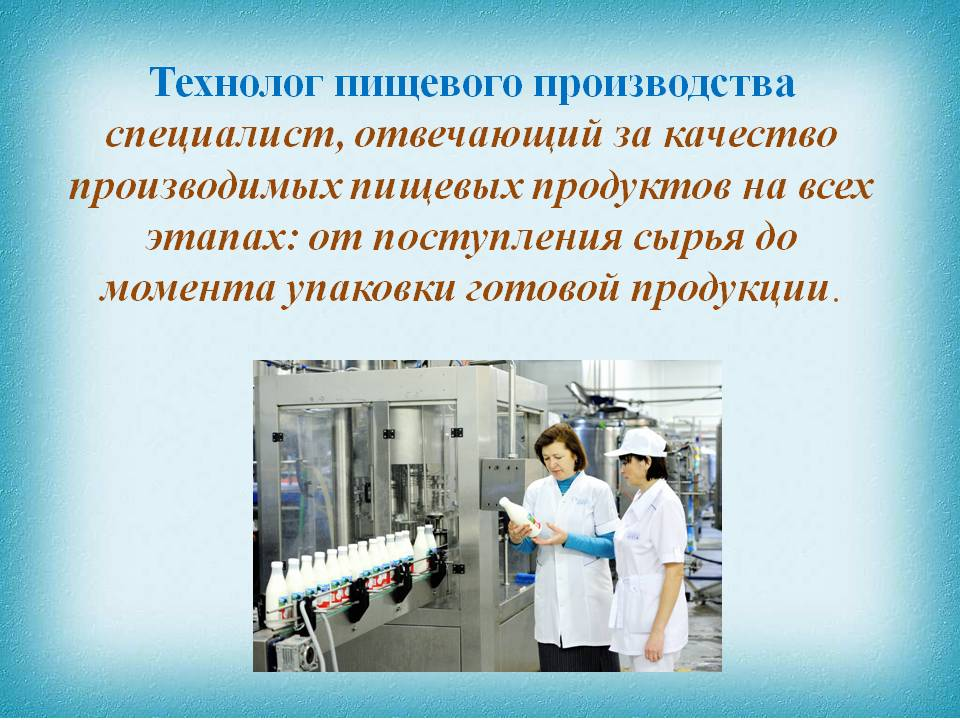 Технолог пищевого производства
специалист, отвечающий за качество
производимых пищевых продуктов на всех
этапах: от поступления сырья до
момента упаковки готовой продукции.